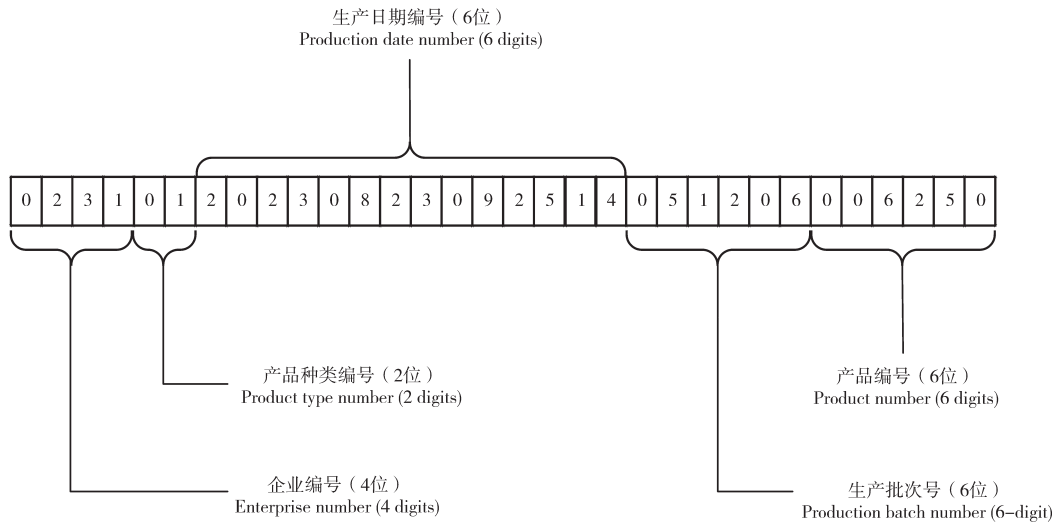 生产日期编号（6位）
Production date number (6 digits)
0 2 3 1 0 1 2 0 2 3 0 8 2 3 0 9 2 5 1 4 0 5 1 2 0 6 0 0 6 2 5 0
产品种类编号（2位）
Product type number (2 digits)
产品编号（6位）
Product number (6 digits)
企业编号（4位）
Enterprise number (4 digits)
生产批次号（6位）
Production batch number (6-digit)